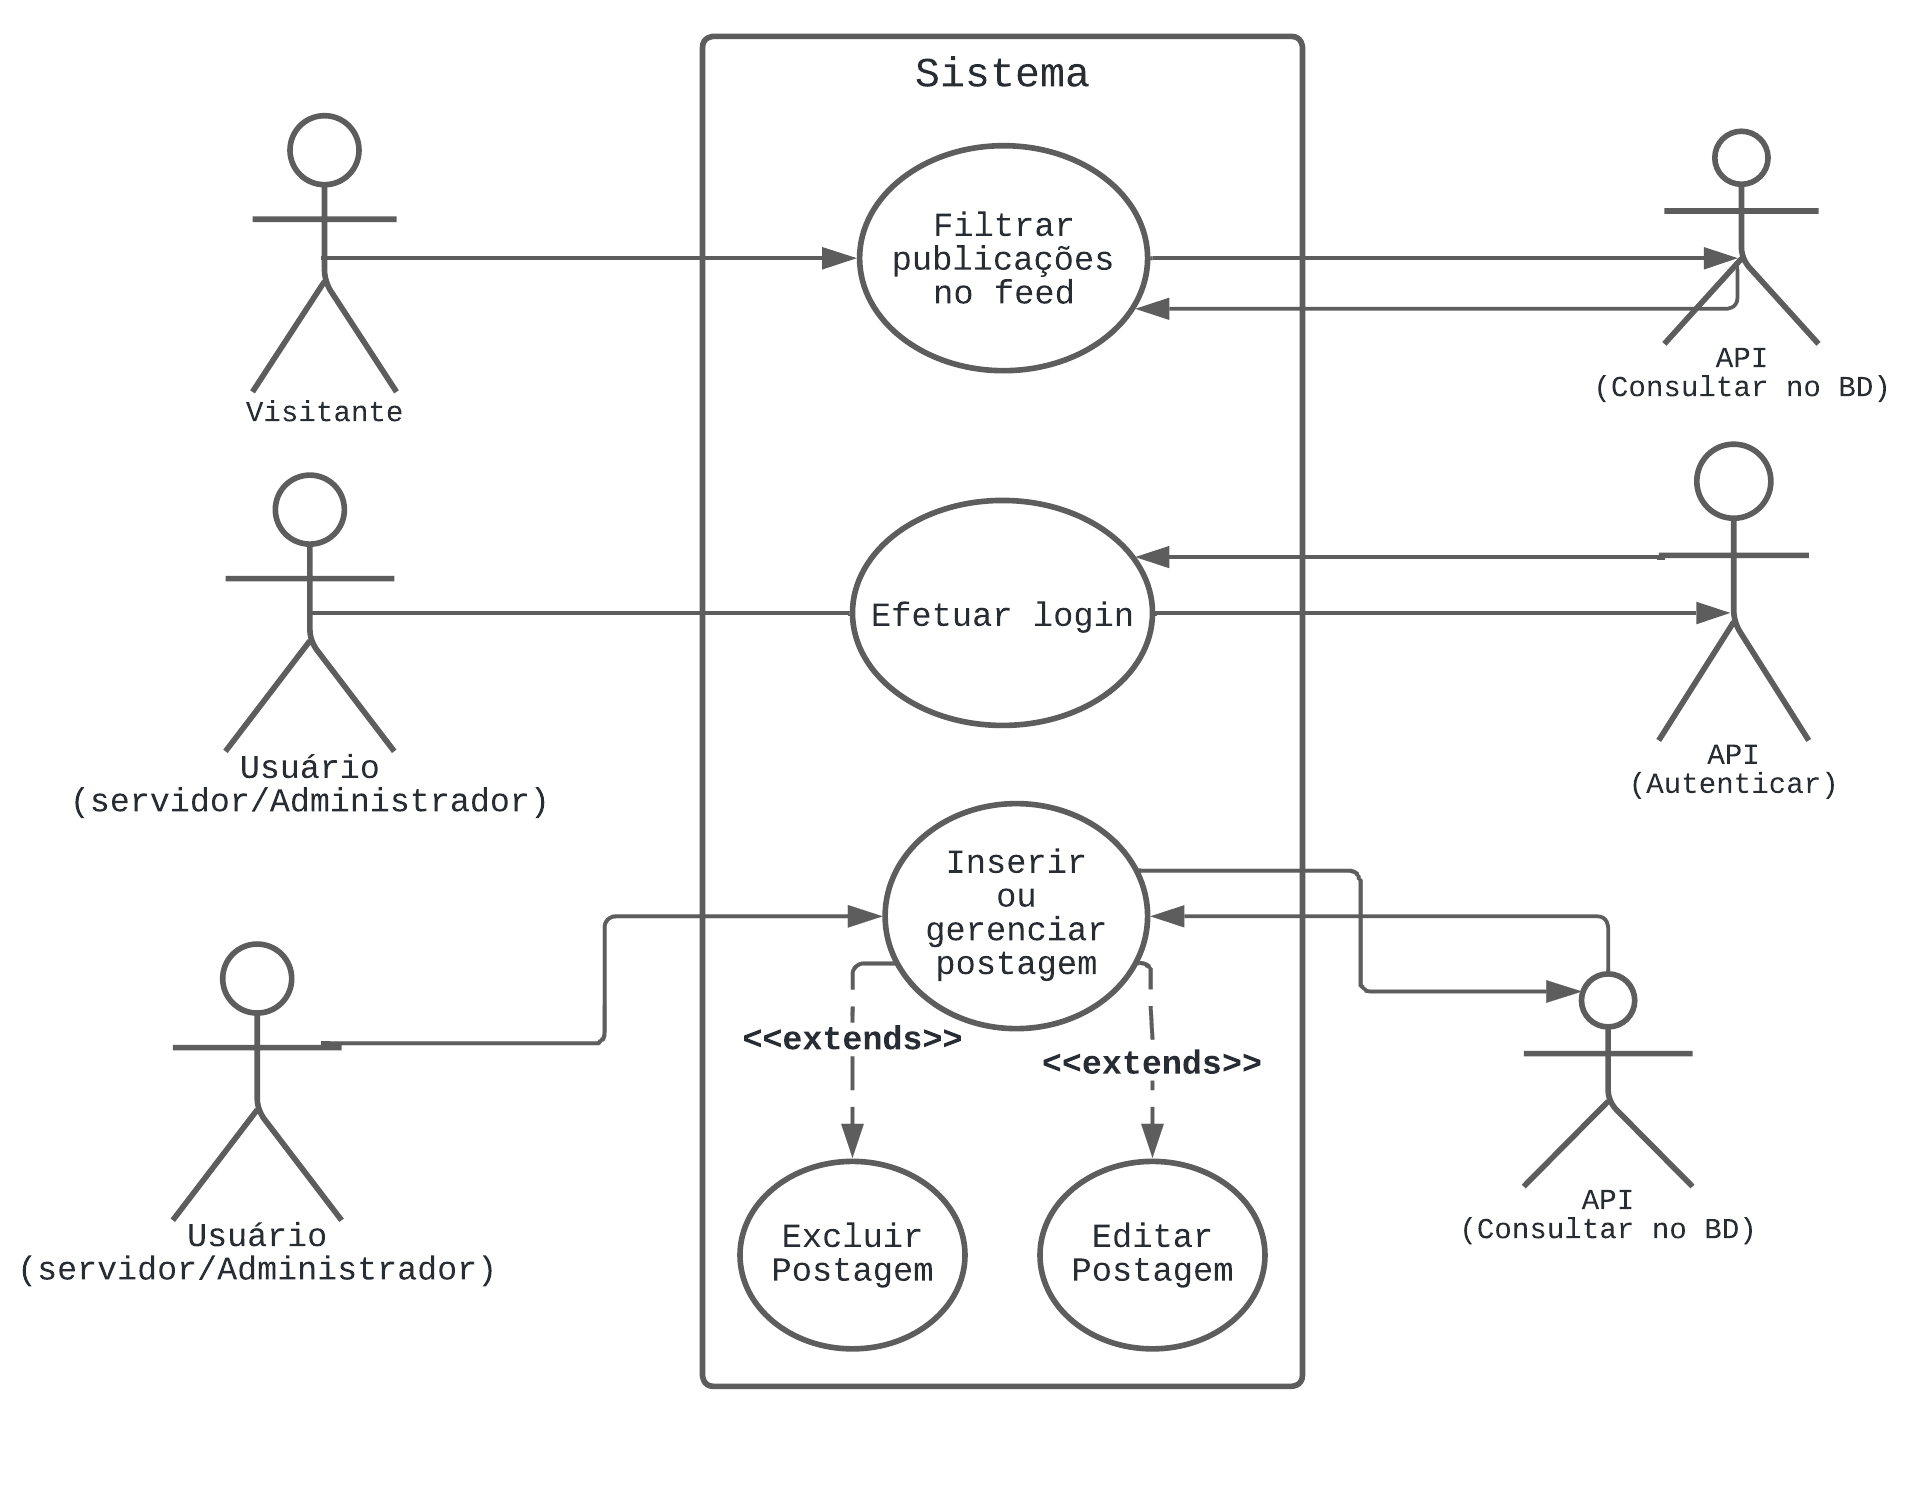 Sistema
Filtrar
publicações
no feed
Visitante
API
(Consultar no BD)
Efetuar login
Usuário
(servidor/Administrador)
API
(Autenticar)
Inserir
ou
gerenciar
postagem
<<extends>>
<<extends>>
Usuário
(servidor/Administrador)
API
(Consultar no BD)
Excluir
Postagem
Editar
Postagem